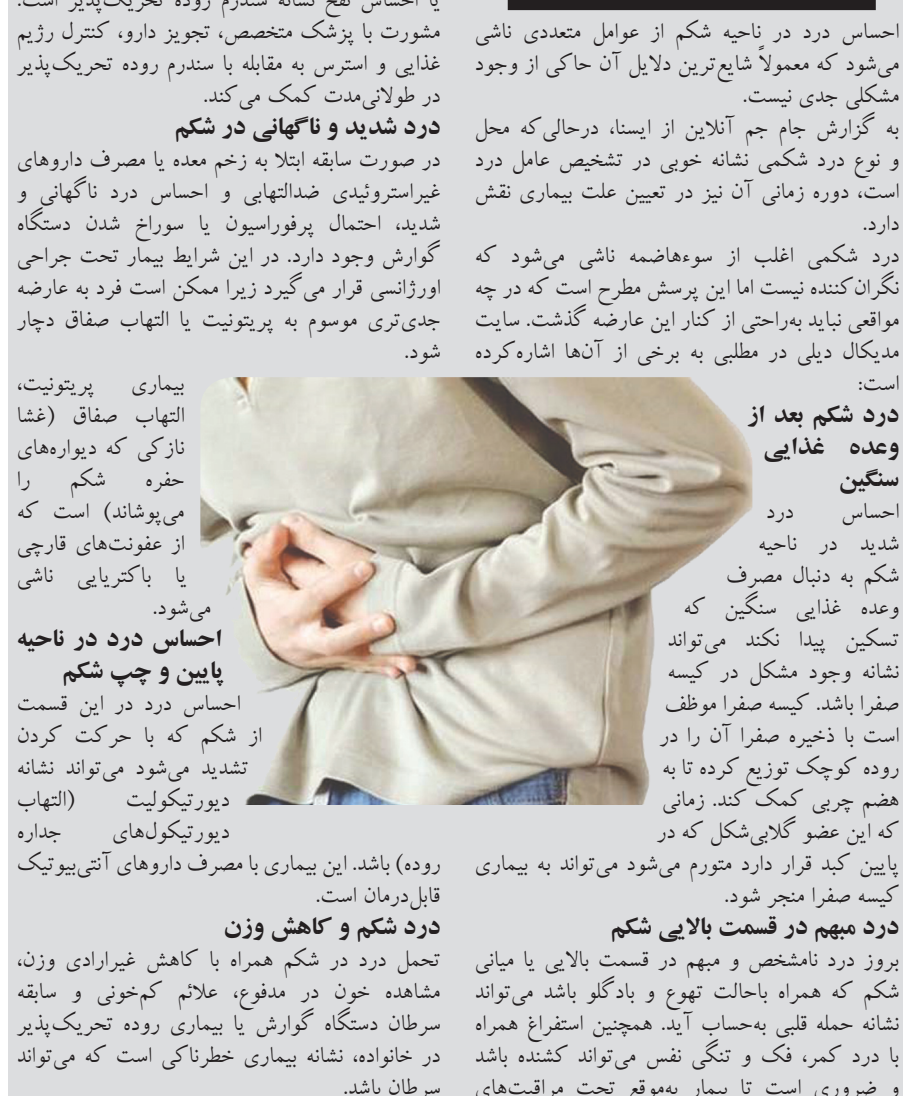 احساس درد در ناحیه شکم از عوامل متعددی ناشی
می‌شود که معمولاً شایع‌ترین دلایل آن حاکی از وجود
مشکلی جدی نیست.
به گزارش جام جم آنلاین از ایسنا، درحالی‌که محل
و نوع درد شکمی نشانه خوبی در تشخیص عامل درد
است، دوره زمانی آن نیز در تعیین علت بیماری نقش
دارد.
درد شکمی اغلب از سوءهاضمه ناشی می‌شود که
نگران‌کننده نیست اما این پرسش مطرح است که در چه
مواقعی نباید به‌راحتی از کنار این عارضه گذشت. سایت
مدیکال دیلی در مطلبی به برخی از آن‌ها اشاره‌کرده
است:
درد شکم بعد از
وعده غذایی
سنگین
احساس درد
شدید در ناحیه
شکم به دنبال مصرف
وعده غذایی سنگین که
تسکین پیدا نکند می‌تواند
نشانه وجود مشکل در کیسه
صفرا باشد. کیسه صفرا موظف
است با ذخیره صفرا آن را در
روده کوچک توزیع کرده تا به
هضم چربی کمک کند. زمانی
که این عضو گلابی‌شکل که در
پایین کبد قرار دارد متورم می‌شود می‌تواند به بیماری
کیسه صفرا منجر شود.
درد مبهم در قسمت بالایی شکم
بروز درد نامشخص و مبهم در قسمت بالایی یا میانی
شکم که همراه باحالت تهوع و بادگلو باشد می‌تواند
نشانه حمله قلبی به‌حساب آید. همچنین استفراغ همراه
با درد کمر، فک و تنگی نفس می‌تواند کشنده باشد
و ضروری است تا بیمار به‌موقع تحت مراقبت‌های
یا احساس نفخ نشانه سندرم روده تحریک‌پذیر است.
مشورت با پزشک متخصص، تجویز دارو، کنترل رژیم
غذایی و استرس به مقابله با سندرم روده تحریک‌پذیر
در طولانی‌مدت کمک می‌کند.
درد شدید و ناگهانی در شکم
در صورت سابقه ابتلا به زخم معده یا مصرف داروهای
غیراستروئیدی ضدالتهابی و احساس درد ناگهانی و
شدید، احتمال پرفوراسیون یا سوراخ شدن دستگاه
گوارش وجود دارد. در این شرایط بیمار تحت جراحی
اورژانسی قرار می‌گیرد زیرا ممکن است فرد به عارضه
جدی‌تری موسوم به پریتونیت یا التهاب صفاق دچار
شود.
بیماری پریتونیت،
التهاب صفاق (غشا
نازکی که دیواره‌های
حفره شکم را
می‌پوشاند) است که
از عفونت‌های قارچی
یا باکتریایی ناشی
می‌شود.
احساس درد در ناحیه
پایین و چپ شکم
احساس درد در این قسمت
از شکم که با حرکت کردن
تشدید می‌شود می‌تواند نشانه
دیورتیکولیت (التهاب
دیورتیکول‌های جداره
روده) باشد. این بیماری با مصرف داروهای آنتی‌بیوتیک
قابل‌درمان است.
درد شکم و کاهش وزن
تحمل درد در شکم همراه با کاهش غیرارادی وزن،
مشاهده خون در مدفوع، علائم کم‌خونی و سابقه
سرطان دستگاه گوارش یا بیماری روده تحریک‌پذیر
در خانواده، نشانه بیماری خطرناکی است که می‌تواند
سرطان باشد.